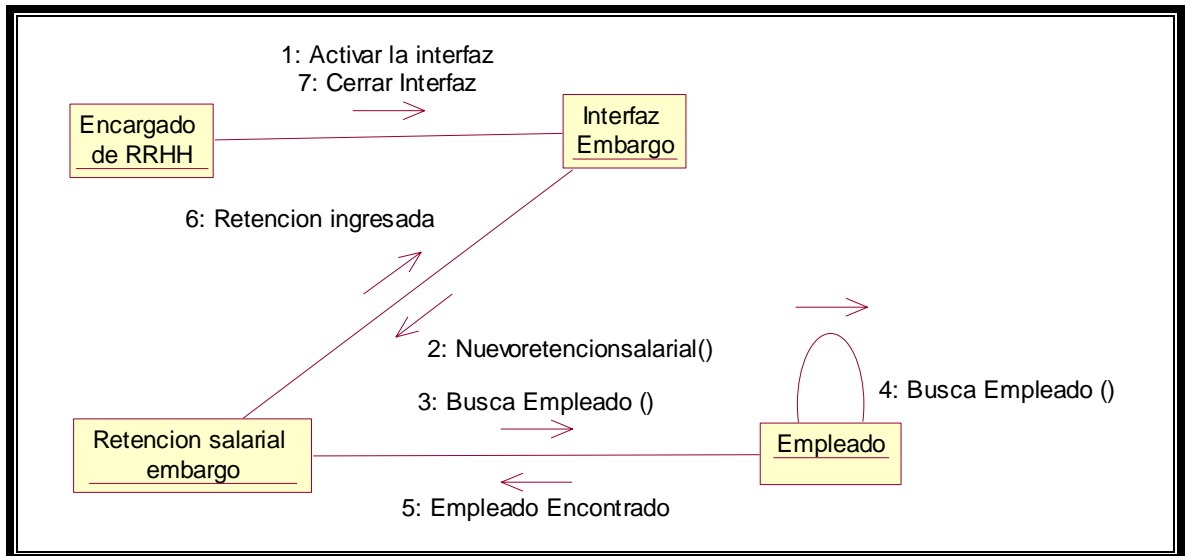 1: Activar la interfaz
7: Cerrar Interfaz
Encargado
de RRHH
Interfaz
Embargo
6: Retencion ingresada
2: Nuevoretencionsalarial()
3: Busca Empleado ()
4: Busca Empleado ()
Retencion salarial
embargo
Empleado
5: Empleado Encontrado